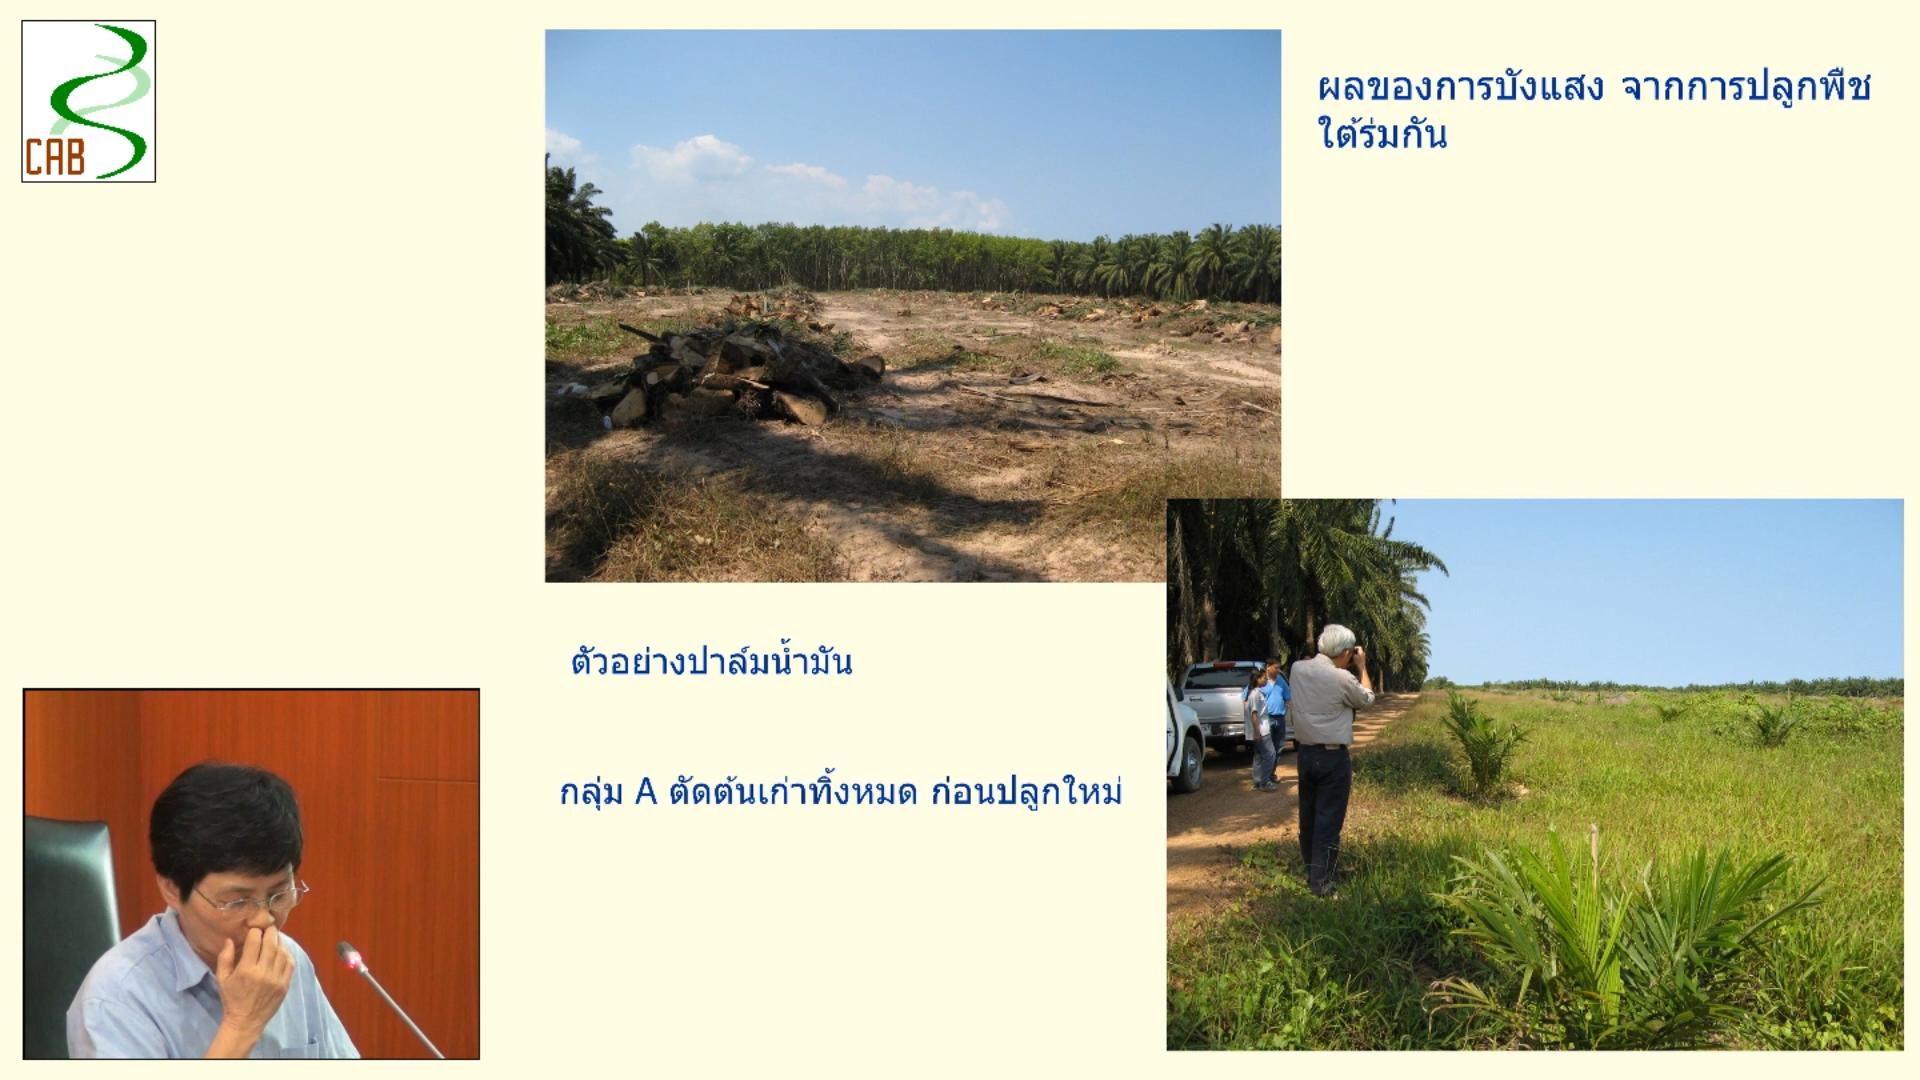 CAB
ผลของการบังแสง จากการปลูกพืช
ใต้ร่มกัน
ตัวอย่างปาล์มน้ำมัน
กลุ่ม A ตัดต้นเก่าทิ้งหมด ก่อนปลูกใหม่